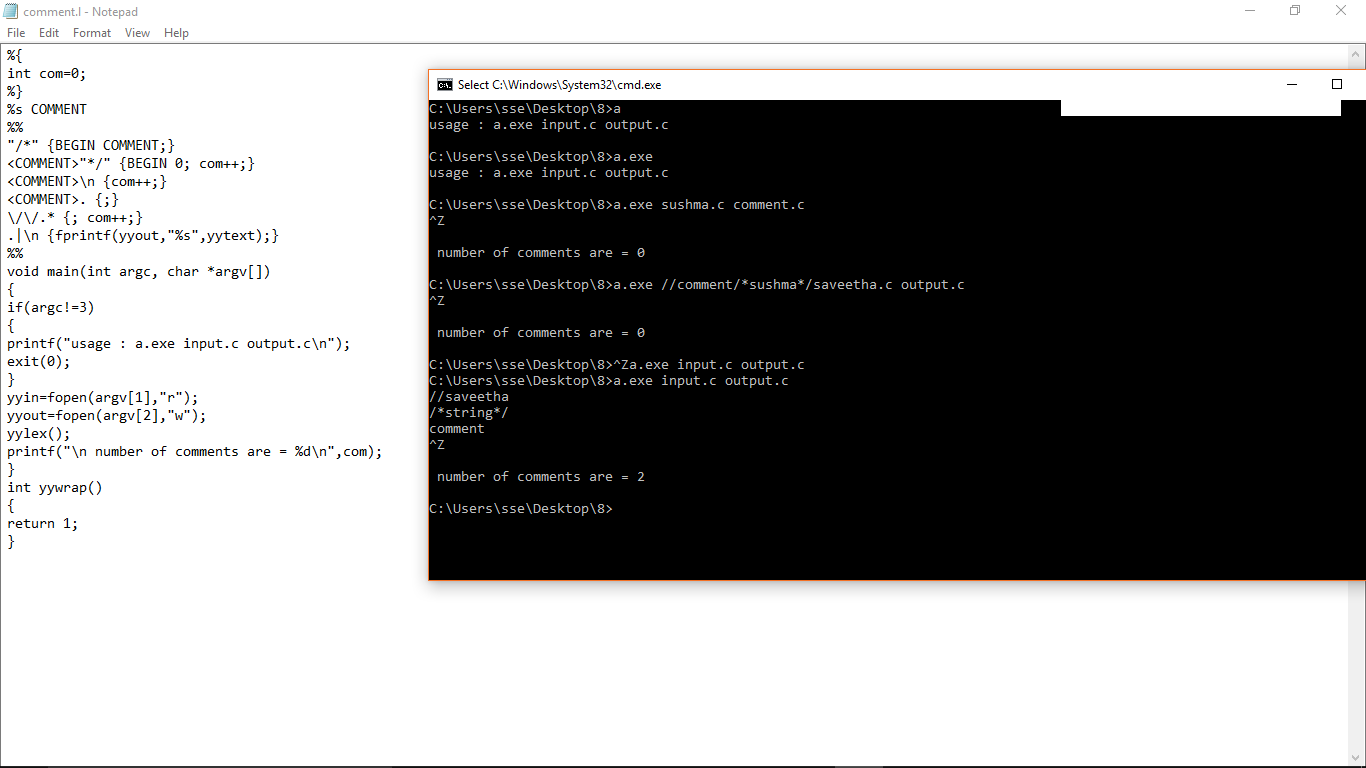 comment.l - Notepad
File Edit Format View Help
%{
int com=0;
%}
%s COMMENT
%%
"/*" {BEGIN COMMENT;}
<COMMENT>"*/" {BEGIN 0; com++;}
<COMMENT>\n {com++;}
<COMMENT>. {;}
\/\/.* {; com++;}
.|\n {fprintf(yyout,"%s",yytext);}
%%
void main(int argc, char *argv[])
{
if(argc!=3)
{
printf("usage : a.exe input.c output.c\n");
exit(0);
}
yyin=fopen(argv[1],"r");
yyout=fopen(argv[2],"w");
yylex();
printf("\n number of comments are = %d\n",com);
}
int yywrap()
{
return 1;
}
Select C:\Windows\System32\cmd.exe
C:\Users\sse\Desktop\8>a
usage : a.exe input.c output.c
C:\Users\sse\Desktop\8>a.exe
usage : a.exe input.c output.c
C:\Users\sse\Desktop\8>a.exe sushma.c comment.c
^Z
number of comments are = 0
C:\Users\sse\Desktop\8>a.exe //comment/*sushma*/saveetha.c output.c
^Z
number of comments are = 0
C:\Users\sse\Desktop\8>^Za.exe input.c output.c
C:\Users\sse\Desktop\8>a.exe input.c output.c
//saveetha
/*string*/
comment
^Z
number of comments are = 2
C:\Users\sse\Desktop\8>